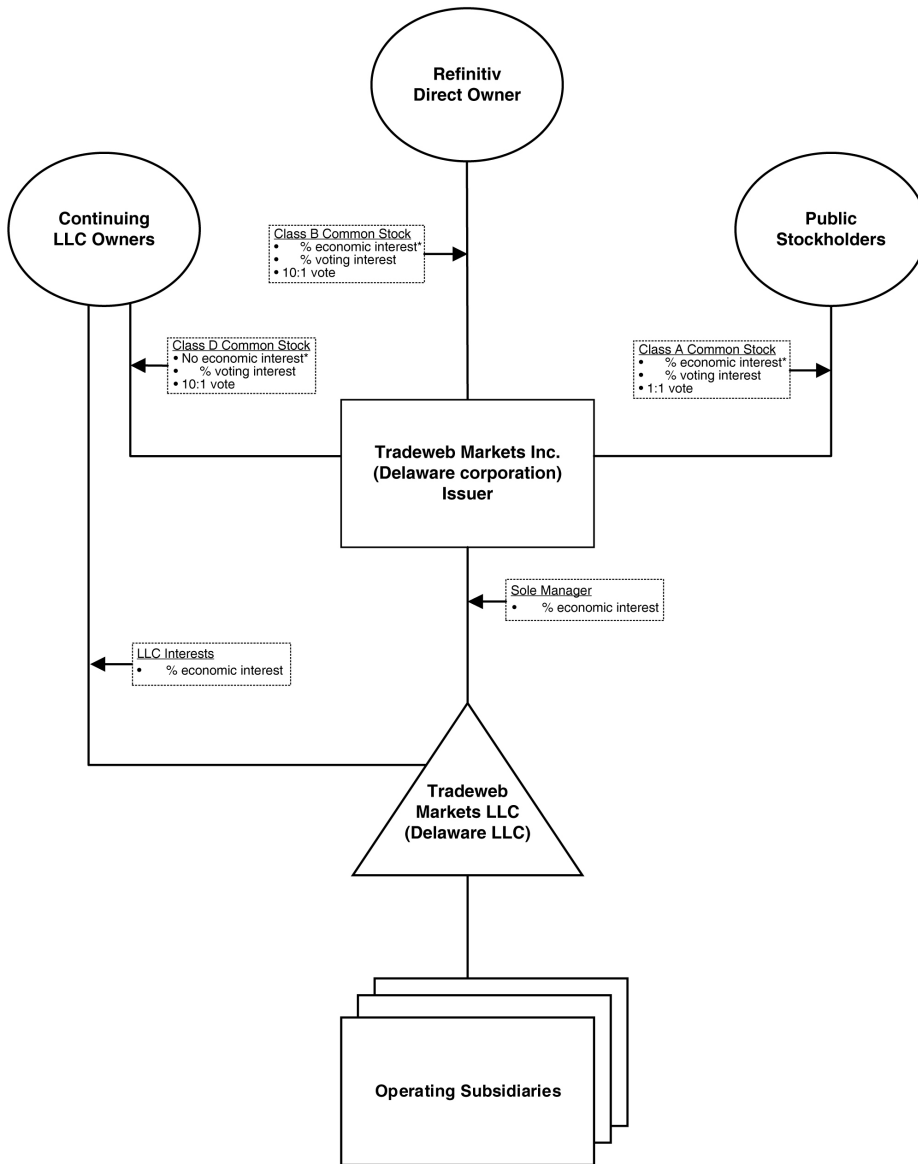 Refinitiv
Direct Owner
Continuing
LLC Owners
Public
Stockholders
Class B Common Stock
• % economic interest*
• % voting interest
• 10:1 vote
Class D Common Stock
• No economic interest*
• % voting interest
• 10:1 vote
Class A Common Stock
• % economic interest*
• % voting interest
• 1:1 vote
Tradeweb Markets Inc.
(Delaware corporation)
Issuer
Sole Manager
• % economic interest
LLC Interests
• % economic interest
Tradeweb
Markets LLC
(Delaware LLC)
Operating Subsidiaries